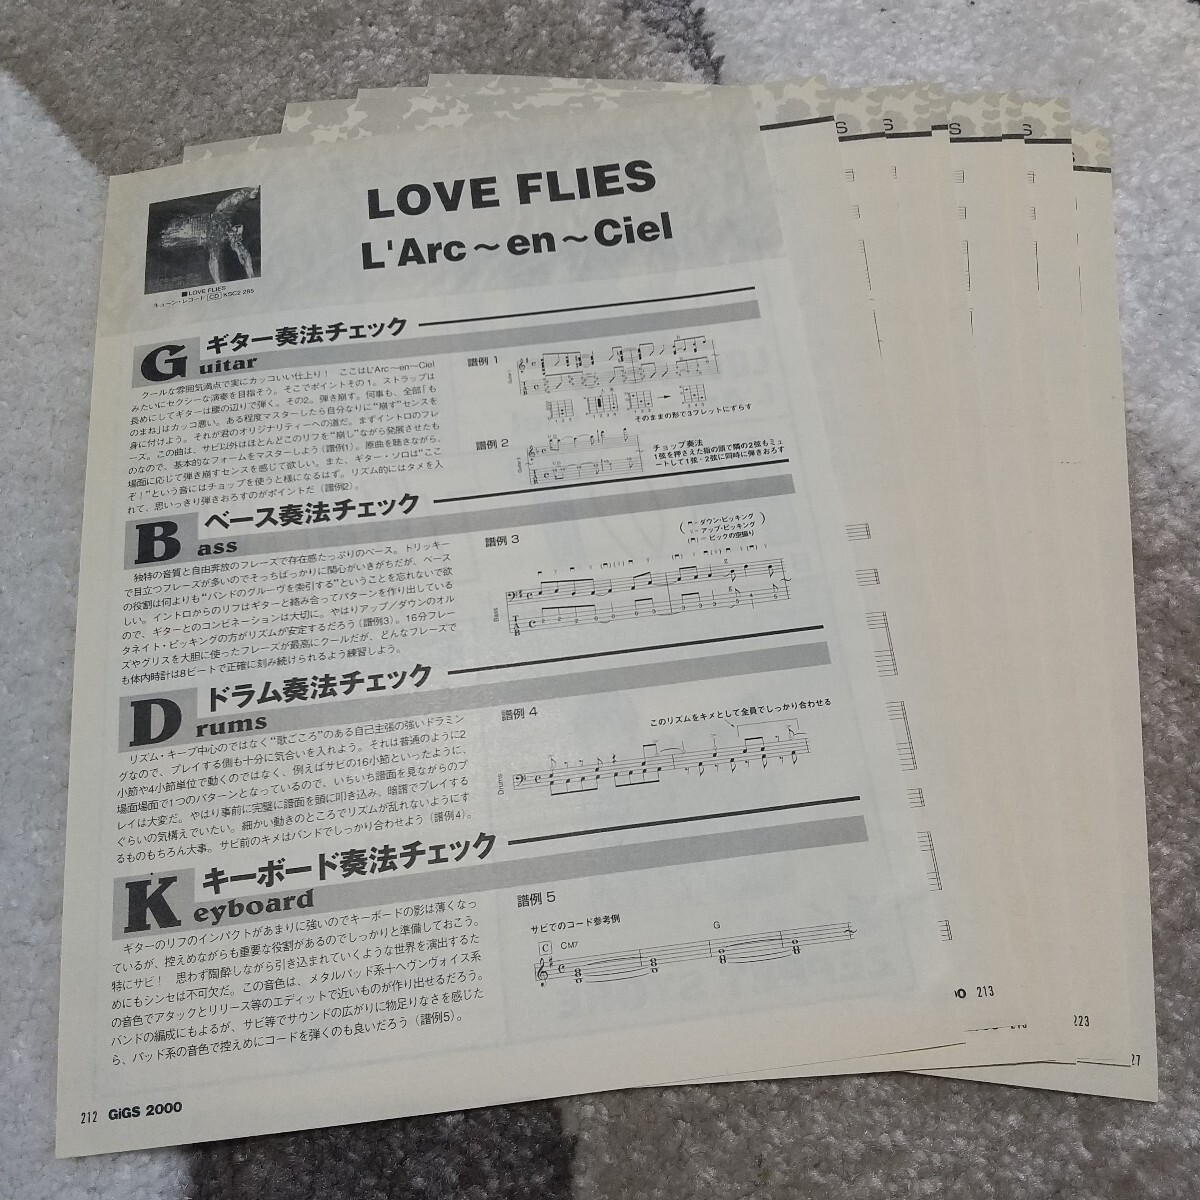 LOVE FLIES
L'Arc～en～Ciel
■LOVE FLIES
キューン・レコード CD KSC2 285
Guitar
ギター奏法チェック
クールな雰囲気満点で実にカッコいい仕上り！ ここはL'Arc～en～Ciel
みたいにセクシーな演奏を目指そう。そこでポイントその1。ストラップは
長めにしてギターは腰の辺りで弾く。その2。弾き崩す。何事も、全部「も
のまね」はカッコ悪い。ある程度マスターしたら自分なりに"崩す"センスを
身に付けよう。それが君のオリジナリティーへの道だ。まずイントロのフレ
ーズ。この曲は、サビ以外はほとんどこのリフを"崩し"ながら発展させたも
のなので、基本的なフォームをマスターしよう(譜例1)。原曲を聴きながら、
場面に応じて弾き崩すセンスを感じて欲しい。また、ギター・ソロは"ここ
ぞ！"という音にはチョップを使うと様になるはず。リズム的にはタメを入
れて、思いっきり弾きおろすのがポイントだ(譜例2)。
譜例 1
そのままの形で3フレットにずらす
譜例 2
チョップ奏法
1弦を押さえた指の頭で隣の2弦もミュ
ートして1弦・2弦に同時に弾きおろす
Bass
ベース奏法チェック
独特の音質と自由奔放のフレーズで存在感たっぷりのベース。トリッキー
で目立つフレーズが多いのでそっちばっかりに関心がいきがちだが、ベース
の役割は何よりも"バンドのグルーヴを索引する"ということを忘れないで欲
しい。イントロからのリフはギターと絡み合ってパターンを作り出している
ので、ギターとのコンビネーションは大切に。やはりアップ/ダウンのオル
タネイト・ピッキングの方がリズムが安定するだろう(譜例3)。16分フレー
ズやグリスを大胆に使ったフレーズが最高にクールだが、どんなフレーズで
も体内時計は8ビートで正確に刻み続けられるよう練習しよう。
譜例 3
ダウン・ピッキング
アップ・ピッキング
ピックの空振り
Bass
Drums
ドラム奏法チェック
リズム・キープ中心のではなく"歌ごころ"のある自己主張の強いドラミン
グなので、プレイする側も十分に気合いを入れよう。それは普通のように2
小節や4小節単位で動くのではなく、例えばサビの16小節といったように、
場面場面で1つのパターンとなっているので、いちいち譜面を見ながらのプ
レイは大変だ。やはり事前に完璧に譜面を頭に叩き込み、暗譜でプレイする
ぐらいの気構えでいたい。細かい動きのところでリズムが乱れないようにす
るものもちろん大事。サビ前のキメはバンドでしっかり合わせよう(譜例4)。
譜例 4
このリズムをキメとして全員でしっかり合わせる
Drums
Keyboard
キーボード奏法チェック
ギターのリフのインパクトがあまりに強いのでキーボードの影は薄くなっ
ているが、控えめながらも重要な役割があるのでしっかりと準備しておこう。
特にサビ！ 思わず陶酔しながら引き込まれていくような世界を演出するた
めにもシンセは不可欠だ。この音色は、メタルパッド系＋ヘヴンヴォイス系
の音色でアタックとリリース等のエディットで近いものが作り出せるだろう。
バンドの編成にもよるが、サビ等でサウンドの広がりに物足りなさを感じた
ら、パッド系の音色で控えめにコードを弾くのも良いだろう(譜例5)。
譜例 5
サビでのコード参考例
C
CM7
G
212 GiGS 2000
213
223
27